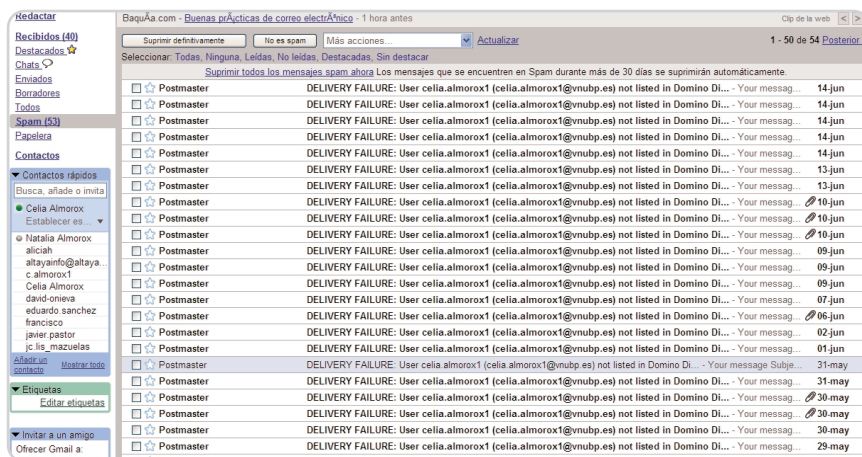 Redactar
Recibidos (40)
Destacados
Chats
Enviados
Borradores
Todos
Spam (53)
Papelera
Contactos
Contactos rápidos
Busca, añade o invita
Celia Almorox
Establecer es...
Natalia Almorox
aliciah
altayainfo@altaya...
c.almorox1
Celia Almorox
david-onieva
eduardo.sanchez
francisco
javier.pastor
jc.lis_mazuelas
Añadir un contacto Mostrar todo
Etiquetas
Editar etiquetas
Invitar a un amigo
Ofrecer Gmail a:
BaquÃa.com - Buenas prÃ¡cticas de correo electrÃ³nico - 1 hora antes Clip de la web < >
Suprimir definitivamente No es spam Más acciones... Actualizar 1 - 50 de 54 Posterior
Seleccionar: Todas, Ninguna, Leídas, No leídas, Destacadas, Sin destacar
Suprimir todos los mensajes spam ahora Los mensajes que se encuentren en Spam durante más de 30 días se suprimirán automáticamente.
Postmaster DELIVERY FAILURE: User celia.almorox1 (celia.almorox1@vnubp.es) not listed in Domino Di... - Your messag... 14-jun
Postmaster DELIVERY FAILURE: User celia.almorox1 (celia.almorox1@vnubp.es) not listed in Domino Di... - Your messag... 14-jun
Postmaster DELIVERY FAILURE: User celia.almorox1 (celia.almorox1@vnubp.es) not listed in Domino Di... - Your messag... 14-jun
Postmaster DELIVERY FAILURE: User celia.almorox1 (celia.almorox1@vnubp.es) not listed in Domino Di... - Your messag... 14-jun
Postmaster DELIVERY FAILURE: User celia.almorox1 (celia.almorox1@vnubp.es) not listed in Domino Di... - Your messag... 14-jun
Postmaster DELIVERY FAILURE: User celia.almorox1 (celia.almorox1@vnubp.es) not listed in Domino Di... - Your messag... 13-jun
Postmaster DELIVERY FAILURE: User celia.almorox1 (celia.almorox1@vnubp.es) not listed in Domino Di... - Your messag... 13-jun
Postmaster DELIVERY FAILURE: User celia.almorox1 (celia.almorox1@vnubp.es) not listed in Domino Di... - Your messag... 10-jun
Postmaster DELIVERY FAILURE: User celia.almorox1 (celia.almorox1@vnubp.es) not listed in Domino Di... - Your messag... 10-jun
Postmaster DELIVERY FAILURE: User celia.almorox1 (celia.almorox1@vnubp.es) not listed in Domino Di... - Your messag... 10-jun
Postmaster DELIVERY FAILURE: User celia.almorox1 (celia.almorox1@vnubp.es) not listed in Domino Di... - Your messag... 09-jun
Postmaster DELIVERY FAILURE: User celia.almorox1 (celia.almorox1@vnubp.es) not listed in Domino Di... - Your messag... 09-jun
Postmaster DELIVERY FAILURE: User celia.almorox1 (celia.almorox1@vnubp.es) not listed in Domino Di... - Your messag... 09-jun
Postmaster DELIVERY FAILURE: User celia.almorox1 (celia.almorox1@vnubp.es) not listed in Domino Di... - Your messag... 07-jun
Postmaster DELIVERY FAILURE: User celia.almorox1 (celia.almorox1@vnubp.es) not listed in Domino Di... - Your messag... 06-jun
Postmaster DELIVERY FAILURE: User celia.almorox1 (celia.almorox1@vnubp.es) not listed in Domino Di... - Your messag... 02-jun
Postmaster DELIVERY FAILURE: User celia.almorox1 (celia.almorox1@vnubp.es) not listed in Domino Di... - Your messag... 01-jun
Postmaster DELIVERY FAILURE: User celia.almorox1 (celia.almorox1@vnubp.es) not listed in Domino Di... - Your message Subje... 31-may
Postmaster DELIVERY FAILURE: User celia.almorox1 (celia.almorox1@vnubp.es) not listed in Domino Di... - Your messag... 31-may
Postmaster DELIVERY FAILURE: User celia.almorox1 (celia.almorox1@vnubp.es) not listed in Domino Di... - Your messag... 30-may
Postmaster DELIVERY FAILURE: User celia.almorox1 (celia.almorox1@vnubp.es) not listed in Domino Di... - Your messag... 30-may
Postmaster DELIVERY FAILURE: User celia.almorox1 (celia.almorox1@vnubp.es) not listed in Domino Di... - Your messag... 30-may
Postmaster DELIVERY FAILURE: User celia.almorox1 (celia.almorox1@vnubp.es) not listed in Domino Di... - Your messag... 29-may